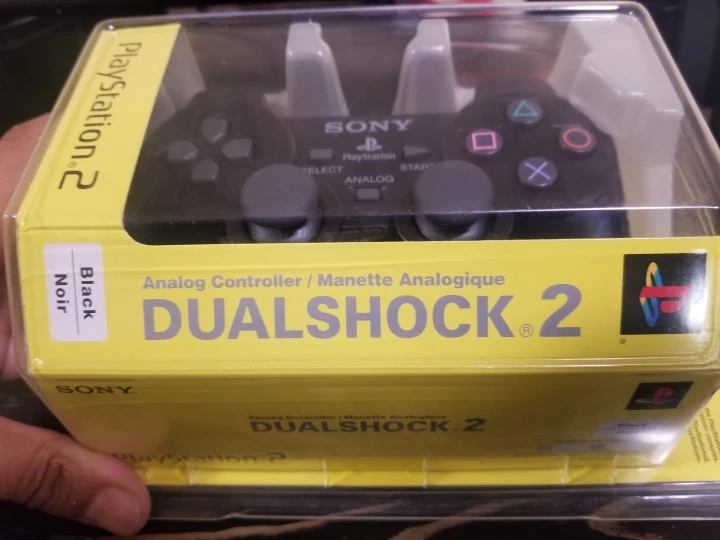 PlayStation®2
SONY
PlayStation
SELECT
START
ANALOG
Black
Noir
Analog Controller / Manette Analogique
DUALSHOCK®2
SONY
Analog Controller / Manette Analogique
DUALSHOCK®2
Black
PlayStation 2